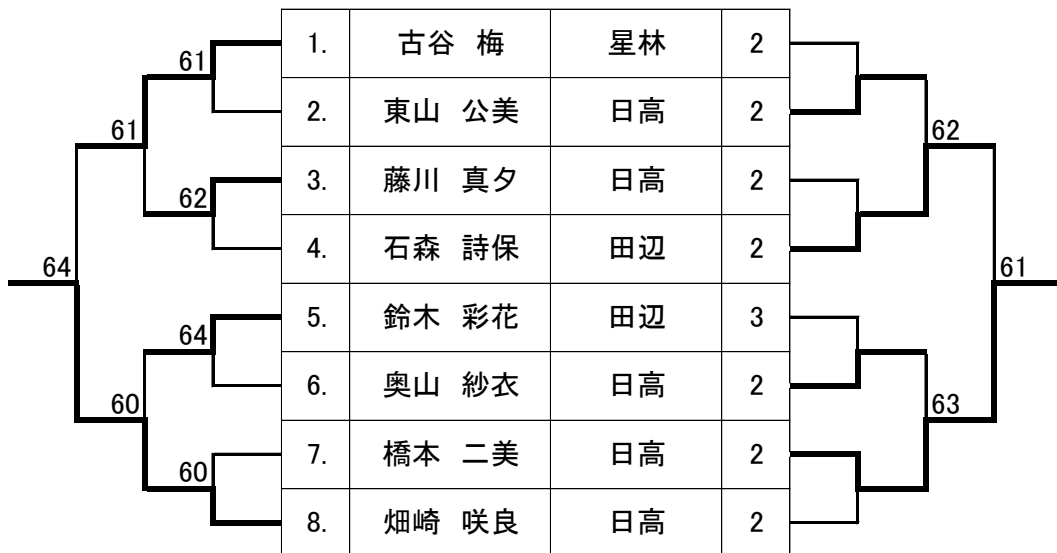 1. 古谷 梅 星林 2
61
2. 東山 公美 日高 2
61 62
3. 藤川 真夕 日高 2
62
4. 石森 詩保 田辺 2
64 61
5. 鈴木 彩花 田辺 3
64
6. 奥山 紗衣 日高 2
60 63
7. 橋本 二美 日高 2
60
8. 畑崎 咲良 日高 2